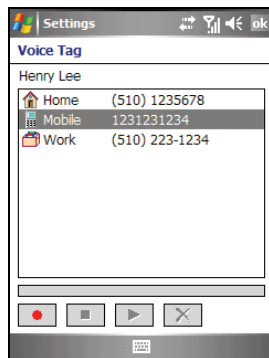 Settings
ok
Voice Tag
Henry Lee
Home (510) 1235678
Mobile 1231231234
Work (510) 223-1234